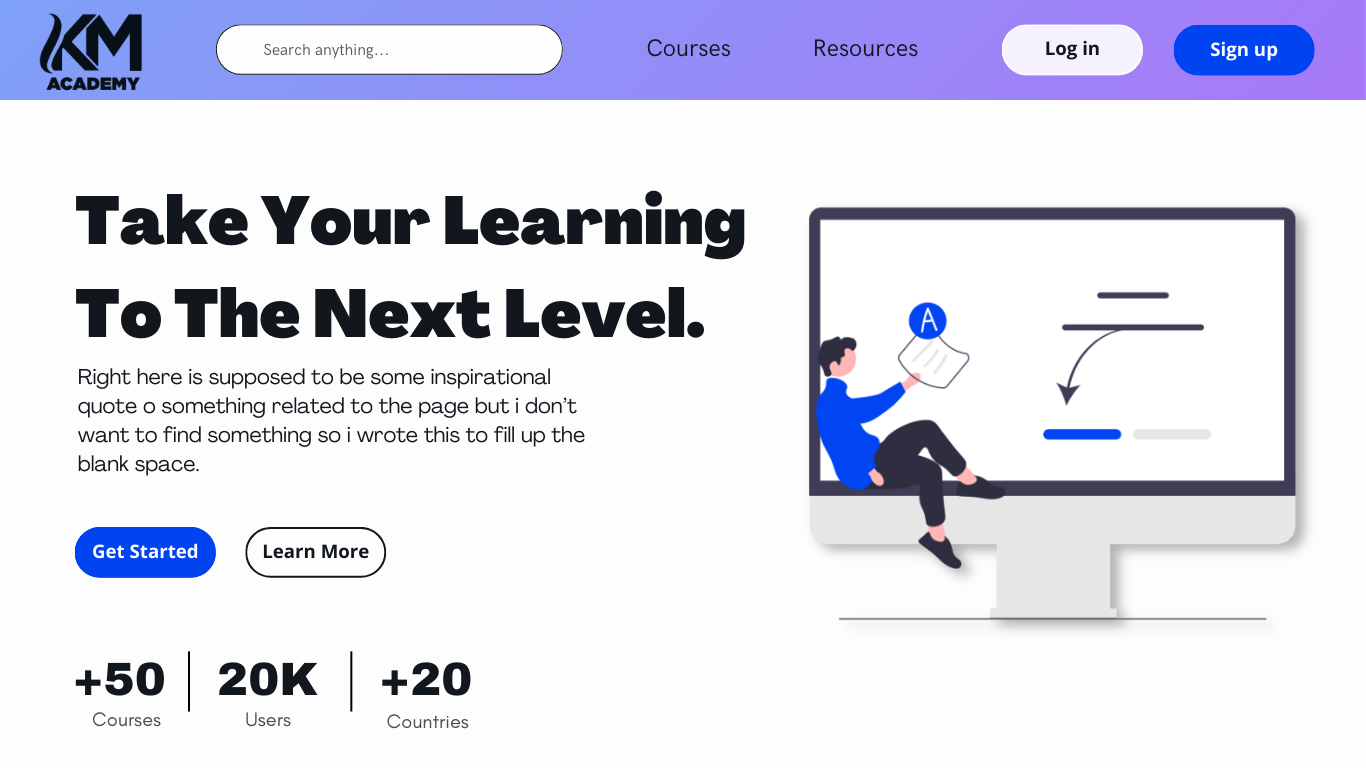 KM
ACADEMY
Search anything...
Courses
Resources
Log in
Sign up
Take Your Learning
To The Next Level.
Right here is supposed to be some inspirational
quote o something related to the page but i don't
want to find something so i wrote this to fill up the
blank space.
A
Get Started
Learn More
+50
Courses
20K
Users
+20
Countries